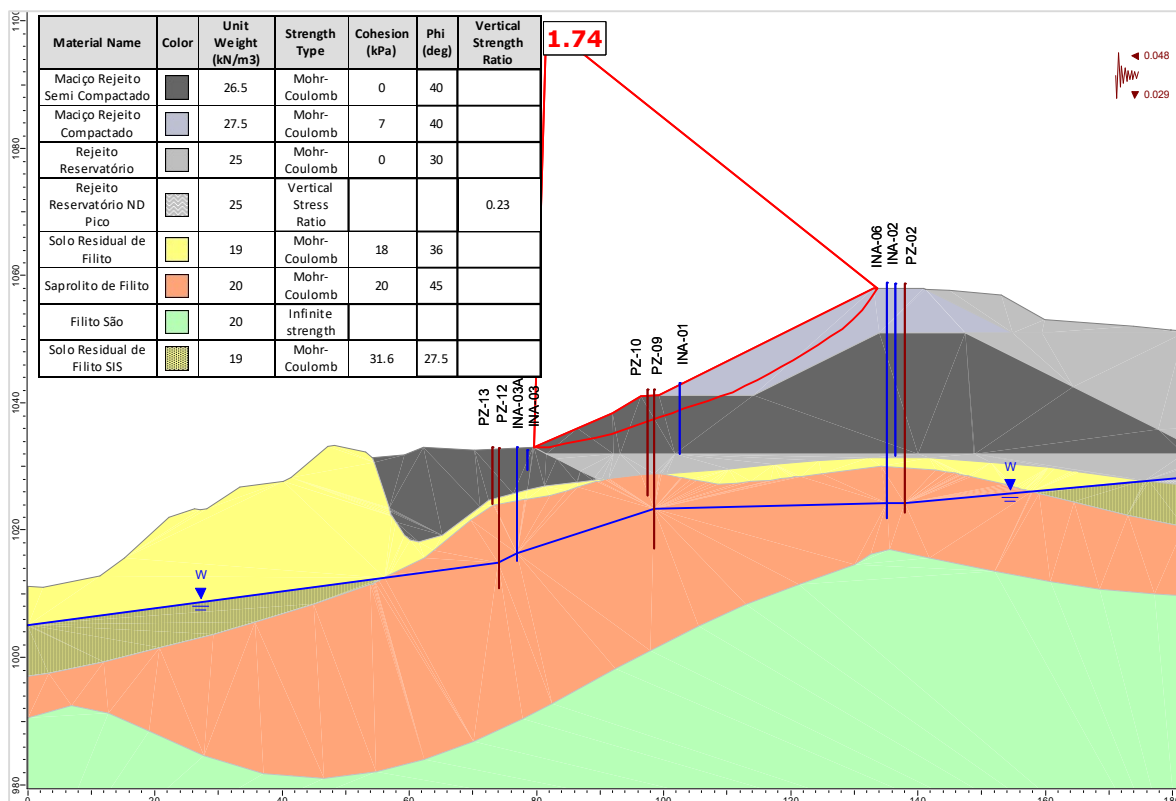 Material Name
Color
Unit
Weight
(kN/m3)
Strength
Type
Cohesion
(kPa)
Phi
(deg)
Vertical
Strength
Ratio
Maciço Rejeito
Semi Compactado
26.5
Mohr-
Coulomb
0
40
Maciço Rejeito
Compactado
27.5
Mohr-
Coulomb
7
40
Rejeito
Reservatório
25
Mohr-
Coulomb
0
30
Rejeito
Reservatório ND
Pico
25
Vertical
Stress
Ratio
0.23
Solo Residual de
Filito
19
Mohr-
Coulomb
18
36
Saprolito de Filito
20
Mohr-
Coulomb
20
45
Filito São
20
Infinite
strength
Solo Residual de
Filito SIS
19
Mohr-
Coulomb
31.6
27.5
1.74
0.048
0.029
INA-06
INA-02
PZ-02
PZ-10
PZ-09
INA-01
PZ-13
PZ-12
INA-03A
INA-03
W
W
1100
1080
1060
1040
1020
1000
980
0
20
40
60
80
100
120
140
160